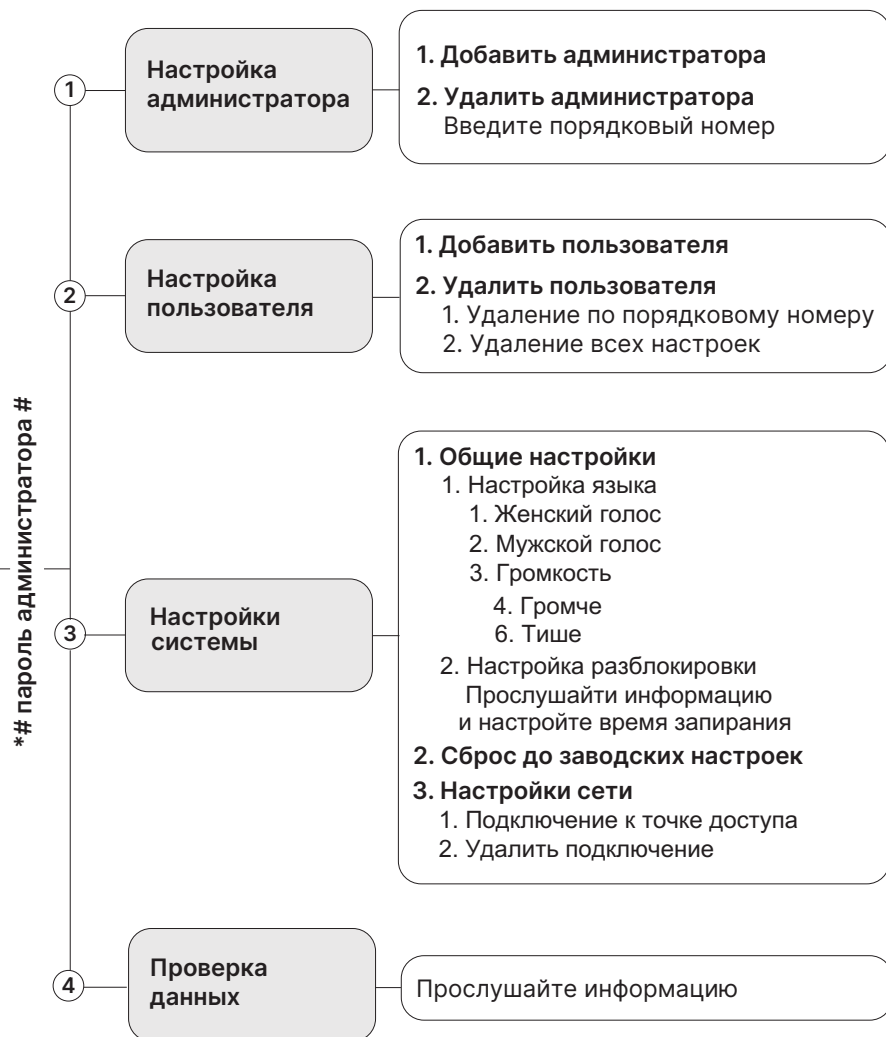 *# пароль администратора #
1
Настройка
администратора
1. Добавить администратора
2. Удалить администратора
Введите порядковый номер
2
Настройка
пользователя
1. Добавить пользователя
2. Удалить пользователя
1. Удаление по порядковому номеру
2. Удаление всех настроек
3
Настройки
системы
1. Общие настройки
1. Настройка языка
1. Женский голос
2. Мужской голос
3. Громкость
4. Громче
6. Тише
2. Настройка разблокировки
Прослушайти информацию
и настройте время запирания
2. Сброс до заводских настроек
3. Настройки сети
1. Подключение к точке доступа
2. Удалить подключение
4
Проверка
данных
Прослушайте информацию